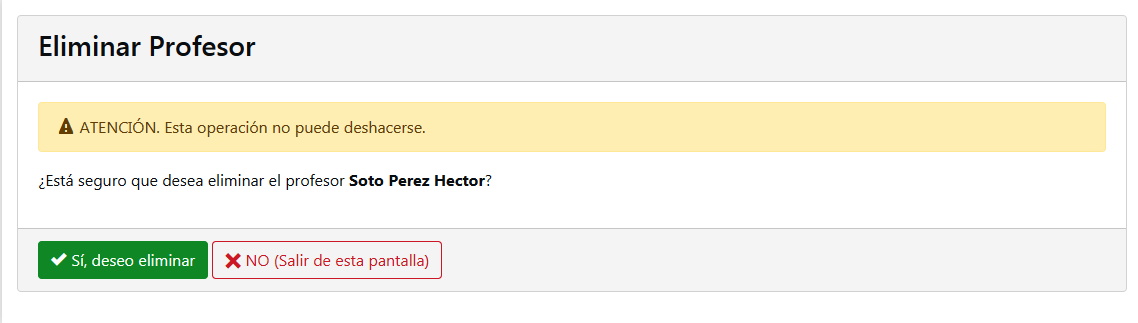 Eliminar Profesor
ATENCIÓN. Esta operación no puede deshacerse.
¿Está seguro que desea eliminar el profesor Soto Perez Hector?
Sí, deseo eliminar
NO (Salir de esta pantalla)